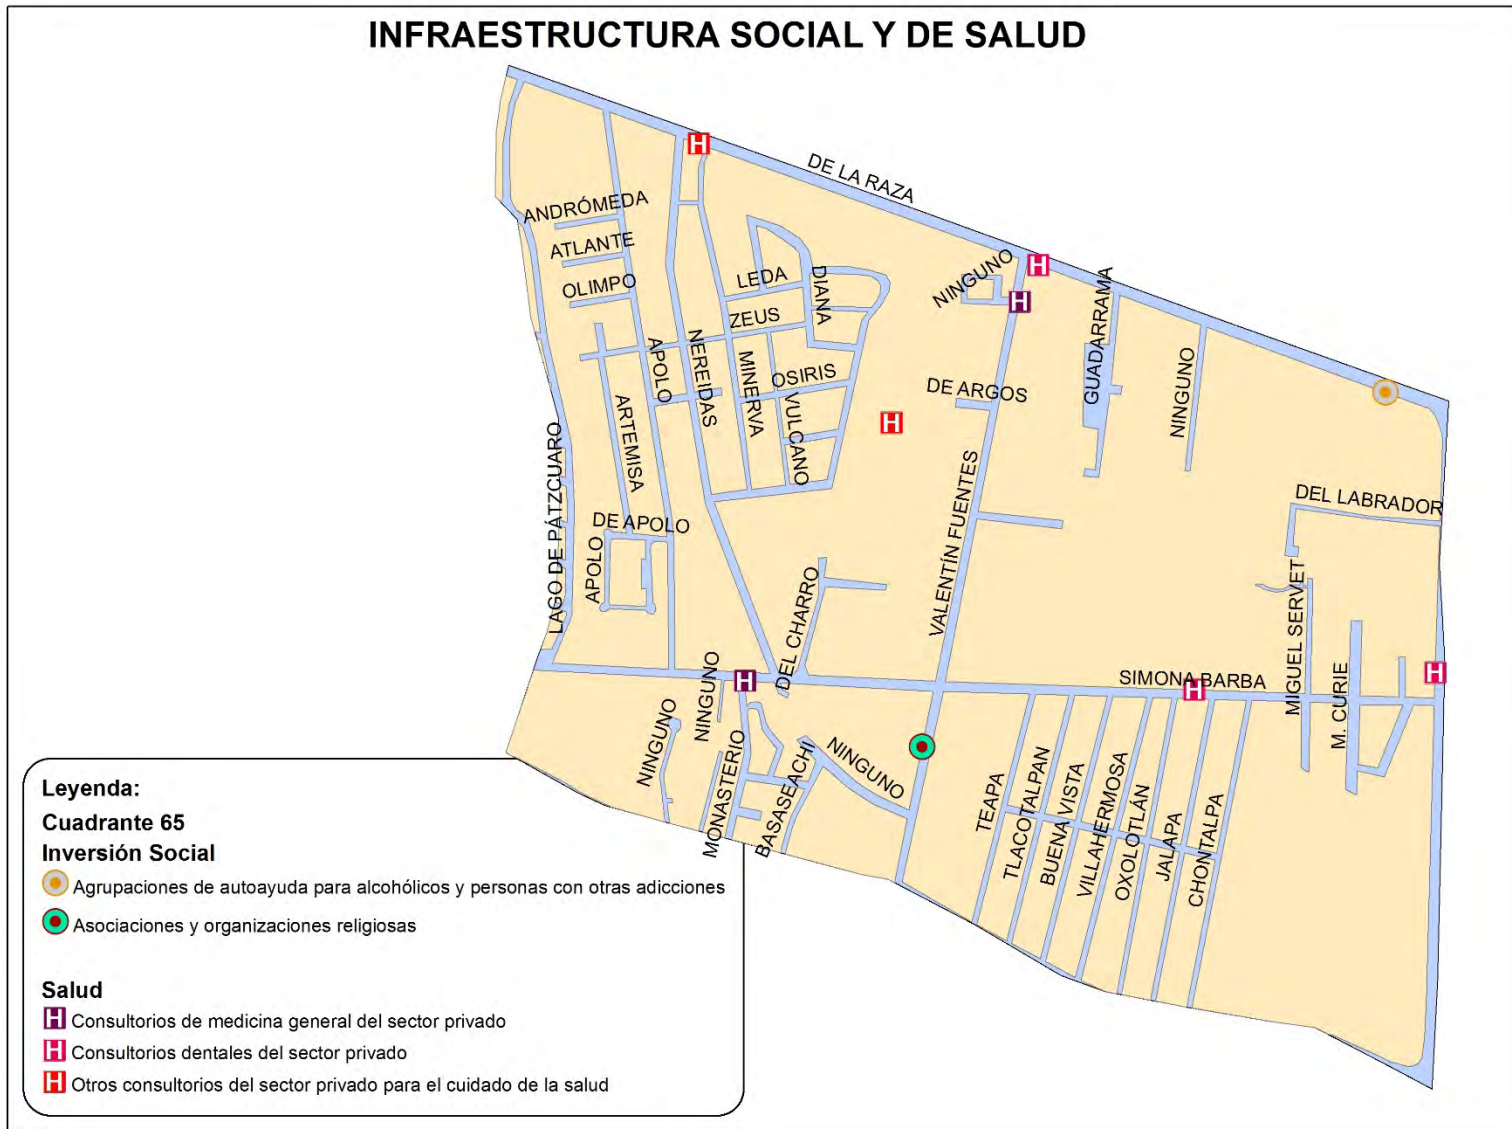 INFRAESTRUCTURA SOCIAL Y DE SALUD
DE LA RAZA
ANDRÓMEDA
ATLANTE
OLIMPO
LEDA
DIANA
ZEUS
NINGUNO
GUADARRAMA
NINGUNO
APOLO
NEREIDAS
MINERVA
OSIRIS
VULCANO
DE ARGOS
ARTEMISA
LAGO DE PÁTZCUARO
DE APOLO
APOLO
VALENTÍN FUENTES
DEL LABRADOR
DEL CHARRO
MIGUEL SERVET
M. CURIE
SIMONA BARBA
NINGUNO
NINGUNO
MONASTERIO
BASASEACHI
NINGUNO
TEAPA
TLACOTALPAN
BUENA VISTA
VILLAHERMOSA
OXOLOTLÁN
JALAPA
CHONTALPA
H
H
H
H
H
H
H
Leyenda:
Cuadrante 65
Inversión Social
Agrupaciones de autoayuda para alcohólicos y personas con otras adicciones
Asociaciones y organizaciones religiosas
Salud
H Consultorios de medicina general del sector privado
H Consultorios dentales del sector privado
H Otros consultorios del sector privado para el cuidado de la salud